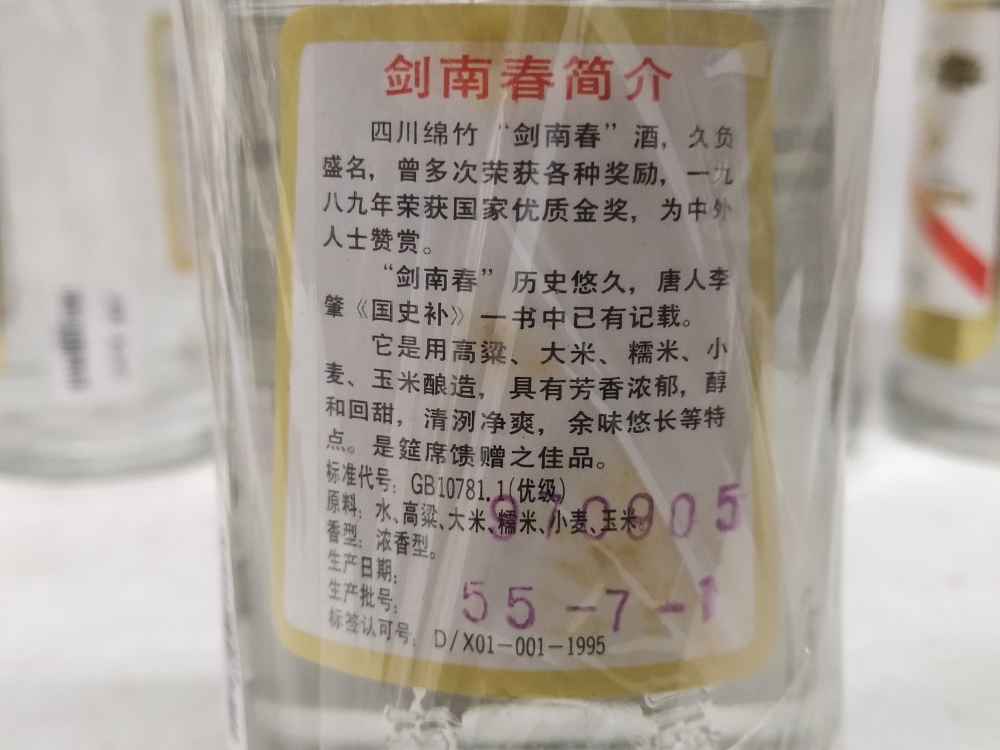 剑南春简介
四川绵竹“剑南春”酒，久负
盛名，曾多次荣获各种奖励，一九
八九年荣获国家优质金奖，为中外
人士赞赏。
“剑南春”历史悠久，唐人李
肇《国史补》一书中已有记载。
它是用高粱、大米、糯米、小
麦、玉米酿造，具有芳香浓郁，醇
和回甜，清洌净爽，余味悠长等特
点。是筵席馈赠之佳品。
标准代号：GB10781.1(优级)
原料：水、高粱、大米、糯米、小麦、玉米。
香型：浓香型。
970905
生产日期：
生产批号：
55-7-1
标签认可号：D/X01-001-1995